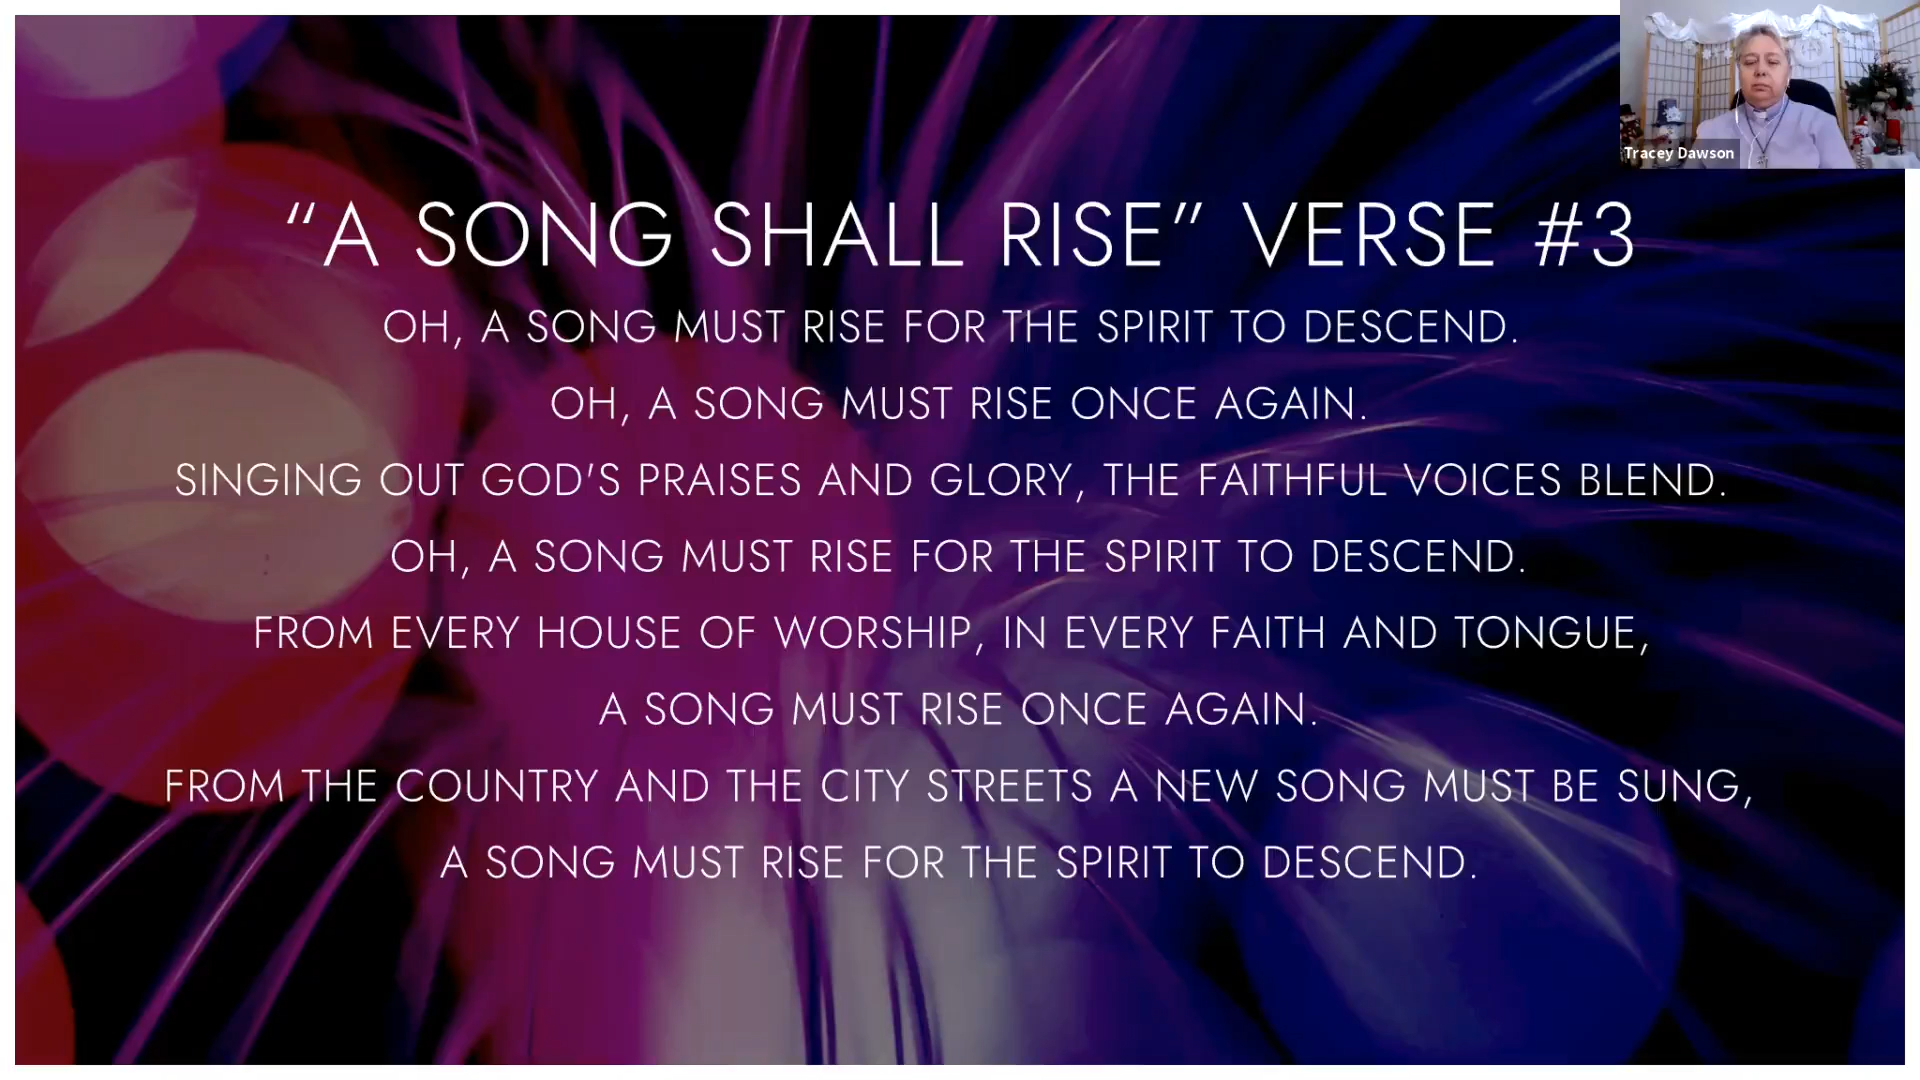 “A SONG SHALL RISE” VERSE #3
OH, A SONG MUST RISE FOR THE SPIRIT TO DESCEND.
OH, A SONG MUST RISE ONCE AGAIN.
SINGING OUT GOD'S PRAISES AND GLORY, THE FAITHFUL VOICES BLEND.
OH, A SONG MUST RISE FOR THE SPIRIT TO DESCEND.
FROM EVERY HOUSE OF WORSHIP, IN EVERY FAITH AND TONGUE,
A SONG MUST RISE ONCE AGAIN.
FROM THE COUNTRY AND THE CITY STREETS A NEW SONG MUST BE SUNG,
A SONG MUST RISE FOR THE SPIRIT TO DESCEND.
Tracey Dawson